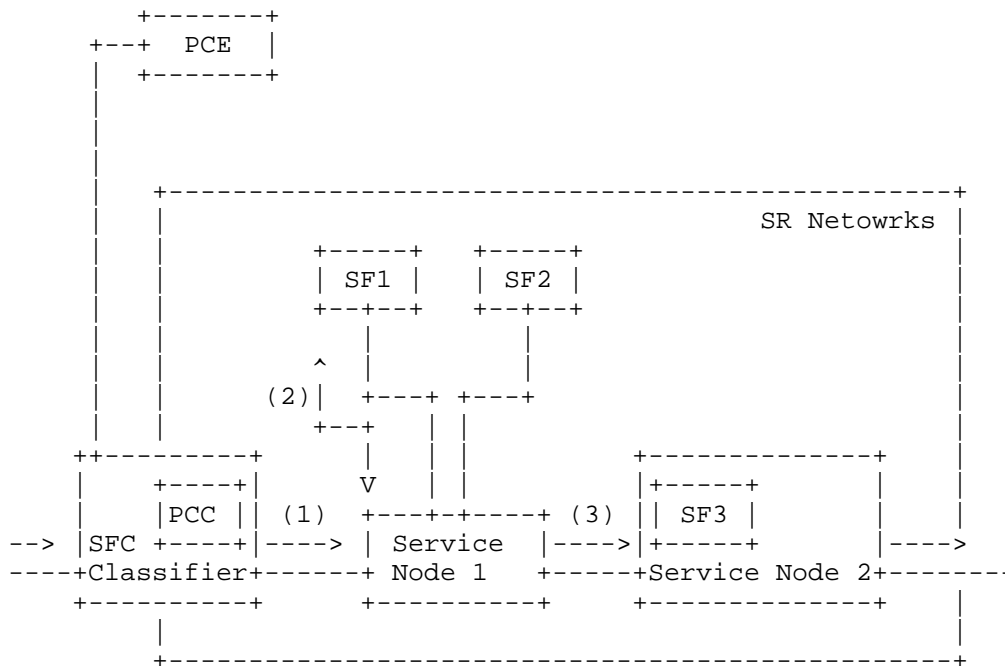 PCE
SR Netowrks
SF1 SF2
(2)
PCC (1) (3) SF3
SFC Service
Classifier Node 1 Service Node 2